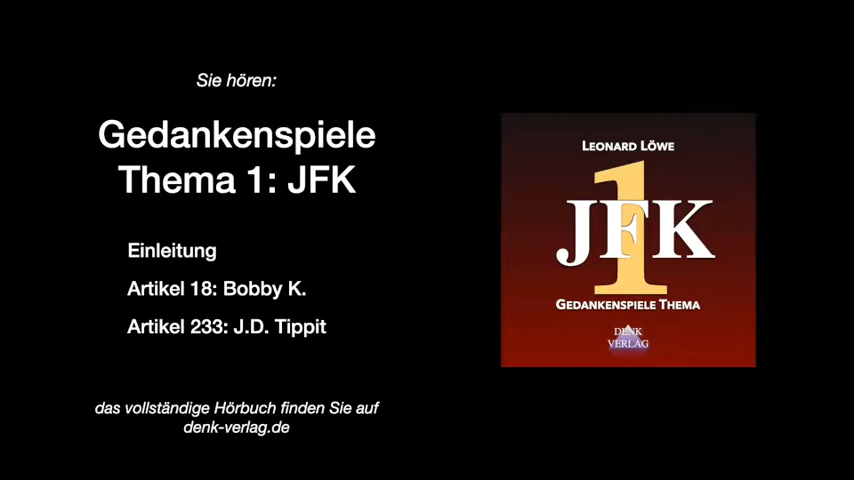 Sie hören:
Gedankenspiele
Thema 1: JFK
Einleitung
Artikel 18: Bobby K.
Artikel 233: J.D. Tippit
das vollständige Hörbuch finden Sie auf
denk-verlag.de
LEONARD LÖWE
1
JFK
GEDANKENSPIELE THEMA
DENK
VERLAG